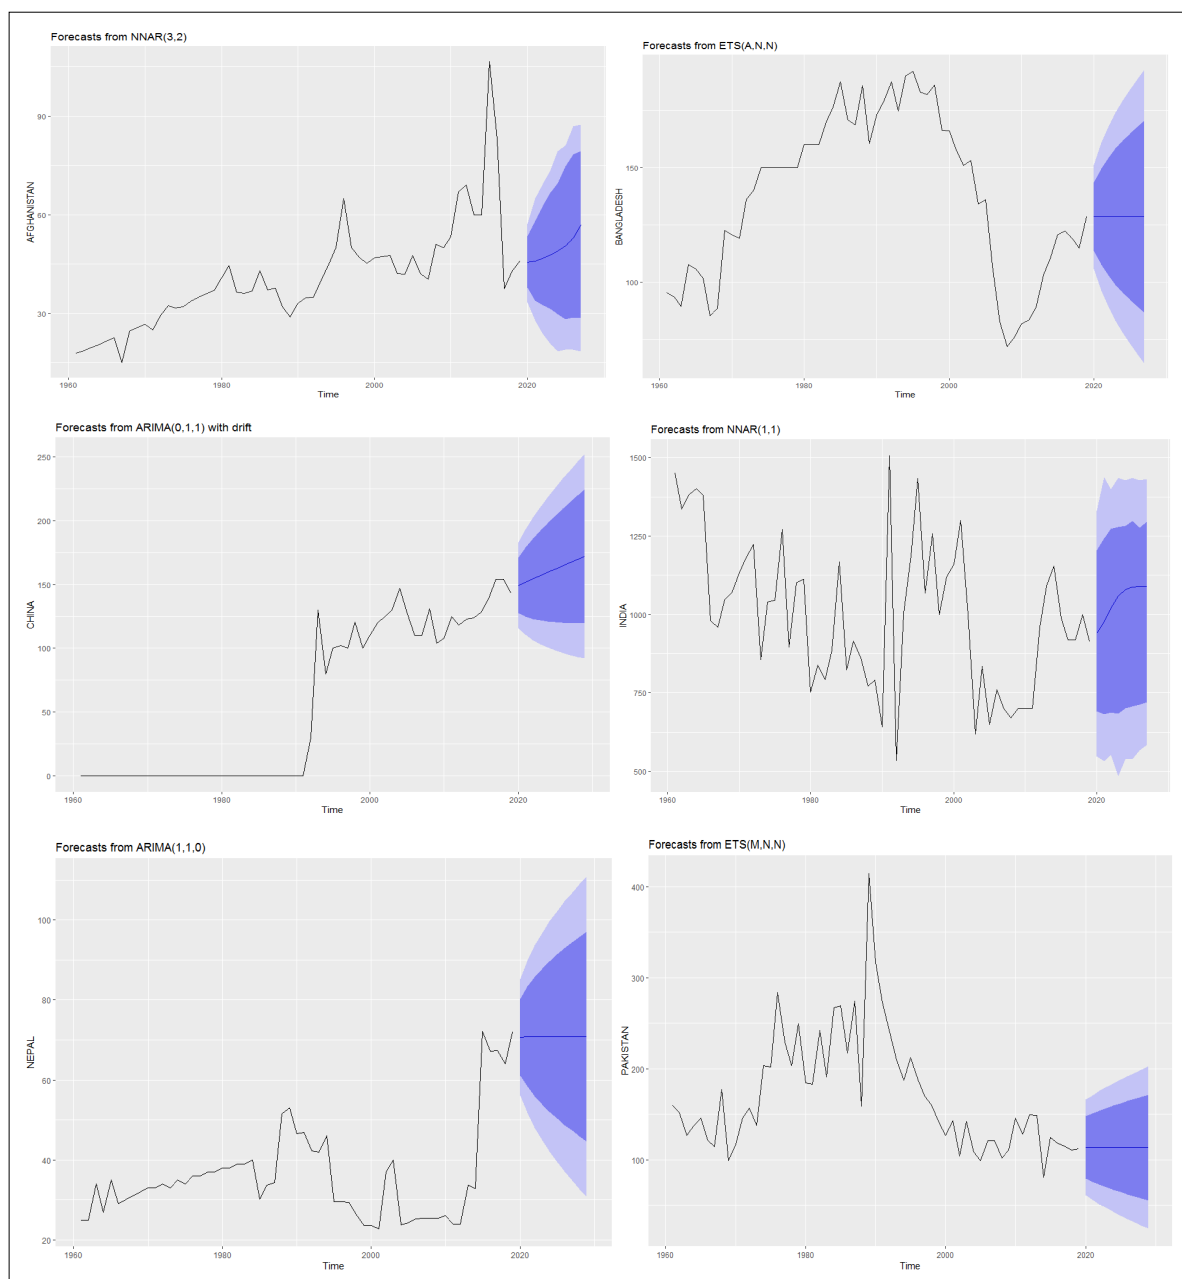 Forecasts from NNAR(3,2)
AFGHANISTAN
90
60
30
1960
1980
2000
2020
Time
Forecasts from ETS(A,N,N)
BANGLADESH
150
100
1960
1980
2000
2020
Time
Forecasts from ARIMA(0,1,1) with drift
CHINA
250
200
150
100
50
0
1960
1980
2000
2020
Time
Forecasts from NNAR(1,1)
INDIA
1500
1250
1000
750
500
1960
1980
2000
2020
Time
Forecasts from ARIMA(1,1,0)
NEPAL
100
80
60
40
20
1960
1980
2000
2020
Time
Forecasts from ETS(M,N,N)
PAKISTAN
400
300
200
100
1960
1980
2000
2020
Time